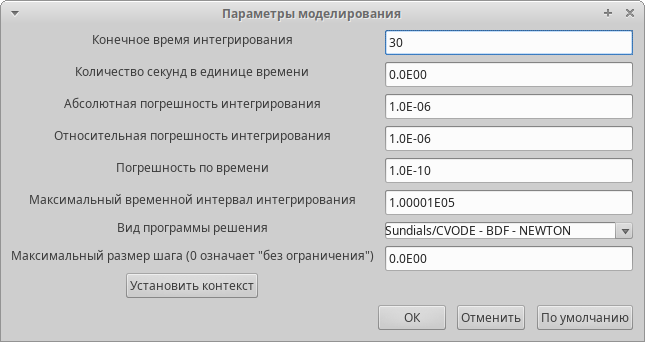 Параметры моделирования
Конечное время интегрирования 30
Количество секунд в единице времени 0.0E00
Абсолютная погрешность интегрирования 1.0E-06
Относительная погрешность интегрирования 1.0E-06
Погрешность по времени 1.0E-10
Максимальный временной интервал интегрирования 1.00001E05
Вид программы решения Sundials/CVODE - BDF - NEWTON
Максимальный размер шага (0 означает "без ограничения") 0.0E00
Установить контекст
ОК Отменить По умолчанию